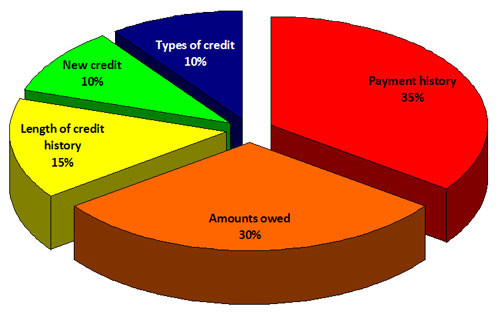 Types of credit
10%
New credit
10%
Payment history
35%
Length of credit
history
15%
Amounts owed
30%